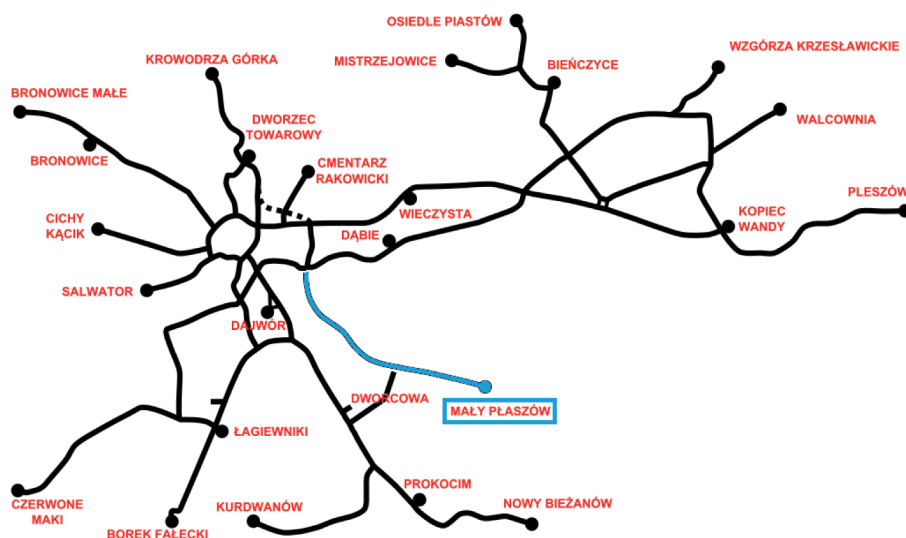 OSIEDLE PIASTÓW
KROWODRZA GÓRKA
MISTRZEJOWICE
BIEŃCZYCE
WZGÓRZA KRZESŁAWICKIE
BRONOWICE MAŁE
DWORZEC
TOWAROWY
WALCOWNIA
BRONOWICE
CMENTARZ
RAKOWICKI
PLESZÓW
CICHY
KĄCIK
WIECZYSTA
KOPIEC
WANDY
DĄBIE
SALWATOR
DAJWÓR
DWORCOWA
MAŁY PŁASZÓW
ŁAGIEWNIKI
CZERWONE
MAKI
PROKOCIM
KURDWANÓW
NOWY BIEŻANÓW
BOREK FAŁĘCKI